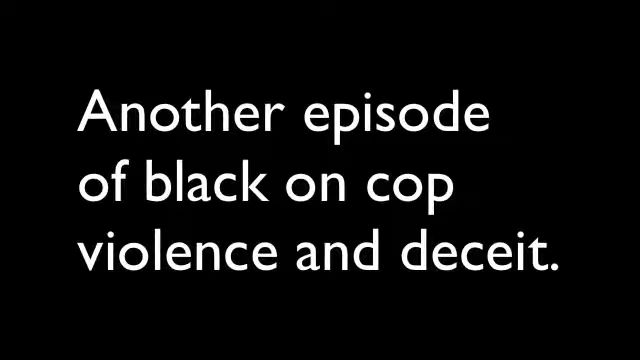 Another episode
of black on cop
violence and deceit.